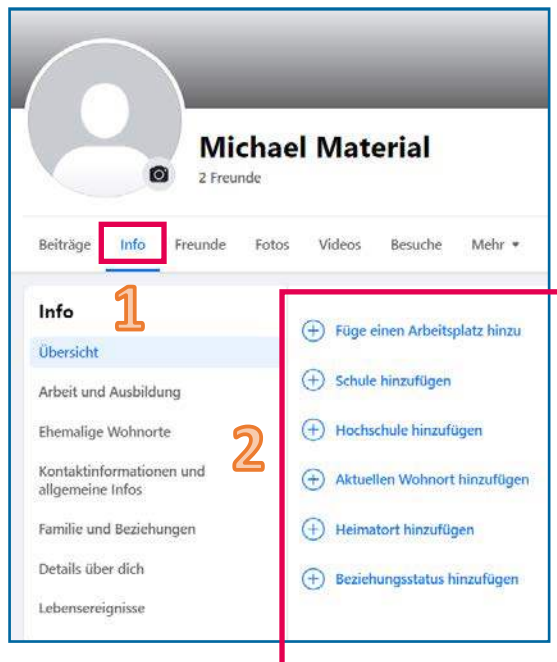 Michael Material
2 Freunde
Beiträge Info Freunde Fotos Videos Besuche Mehr
1
Info
Übersicht
Arbeit und Ausbildung
Ehemalige Wohnorte
Kontaktinformationen und
allgemeine Infos
Familie und Beziehungen
Details über dich
Lebensereignisse
2
Füge einen Arbeitsplatz hinzu
Schule hinzufügen
Hochschule hinzufügen
Aktuellen Wohnort hinzufügen
Heimatort hinzufügen
Beziehungsstatus hinzufügen